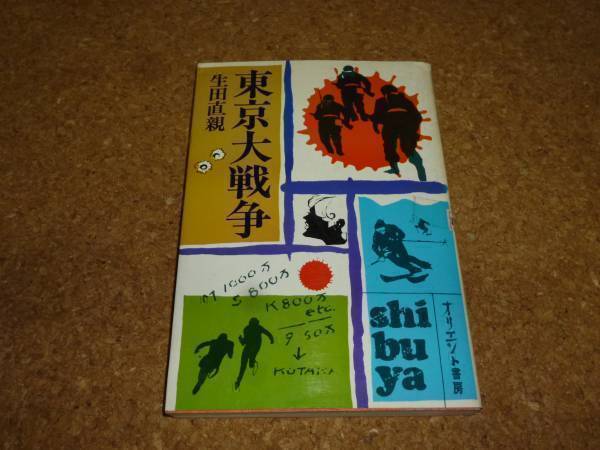 東京大戦争
生田直親
M 1000万
S 800万
K 800万
etc.
9 50万
↓
KUTAKA
shi
bu
ya
オリエント書房